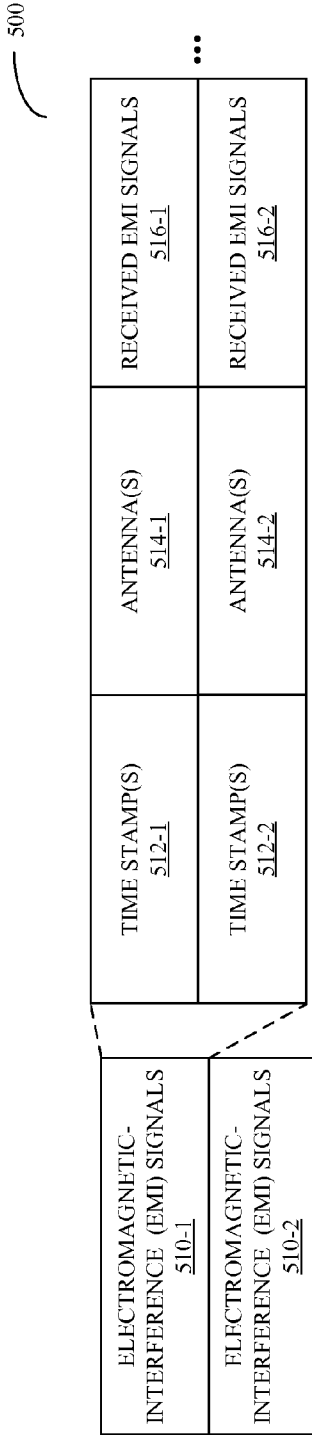 500
ELECTROMAGNETIC-
INTERFERENCE (EMI) SIGNALS
510-1
ELECTROMAGNETIC-
INTERFERENCE (EMI) SIGNALS
510-2
TIME STAMP(S)
512-1
ANTENNA(S)
514-1
RECEIVED EMI SIGNALS
516-1
TIME STAMP(S)
512-2
ANTENNA(S)
514-2
RECEIVED EMI SIGNALS
516-2
•••